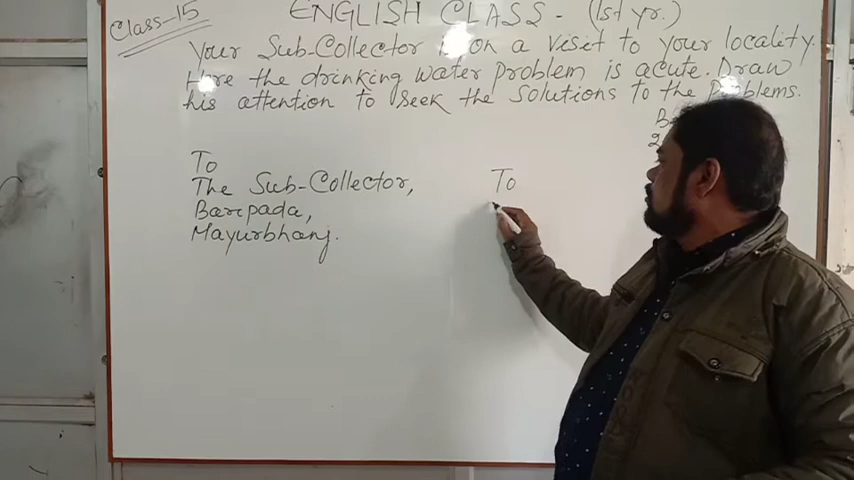 Class-15
ENGLISH CLASS - (1st yr.)
Your Sub-Collector is on a visit to your locality.
Here the drinking water problem is acute. Draw
his attention to seek the solutions to the problems.
To
The Sub-Collector,
Baripada,
Mayurbhanj.
To